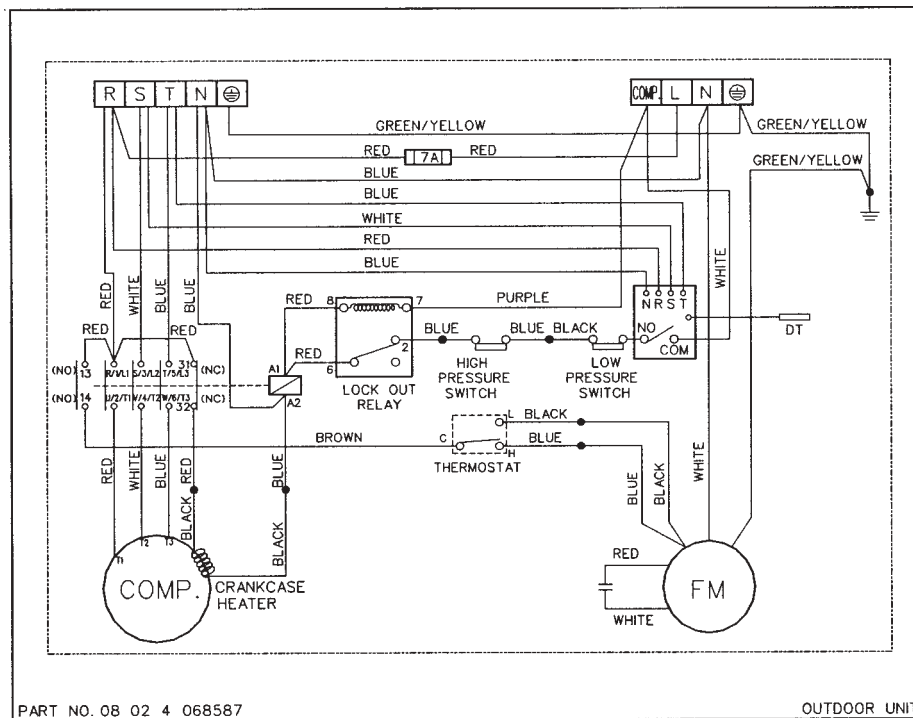 R S T N
COMP. L N
GREEN/YELLOW
GREEN/YELLOW
RED 7A RED
GREEN/YELLOW
BLUE
BLUE
WHITE
RED
BLUE
WHITE
RED WHITE BLUE BLUE
N R S T
RED 8 7 PURPLE
RED RED
BLUE BLUE BLACK NO
COM
DT
2
RED
6
HIGH PRESSURE SWITCH
LOW PRESSURE SWITCH
LOCK OUT RELAY
(NO) 13 R/1/L1 S/3/L2 T/5/L3 31 (NC)
A1
A2
(NO) 14 U/2/T1 V/4/T2 W/6/T3 32 (NC)
L BLACK
BROWN C BLUE
H
THERMOSTAT
RED WHITE BLUE RED BLUE
BLUE BLACK WHITE
BLACK BLACK
T1 T2 T3
COMP.
CRANKCASE HEATER
RED
FM
WHITE
PART NO. 08 02 4 068587
OUTDOOR UNIT